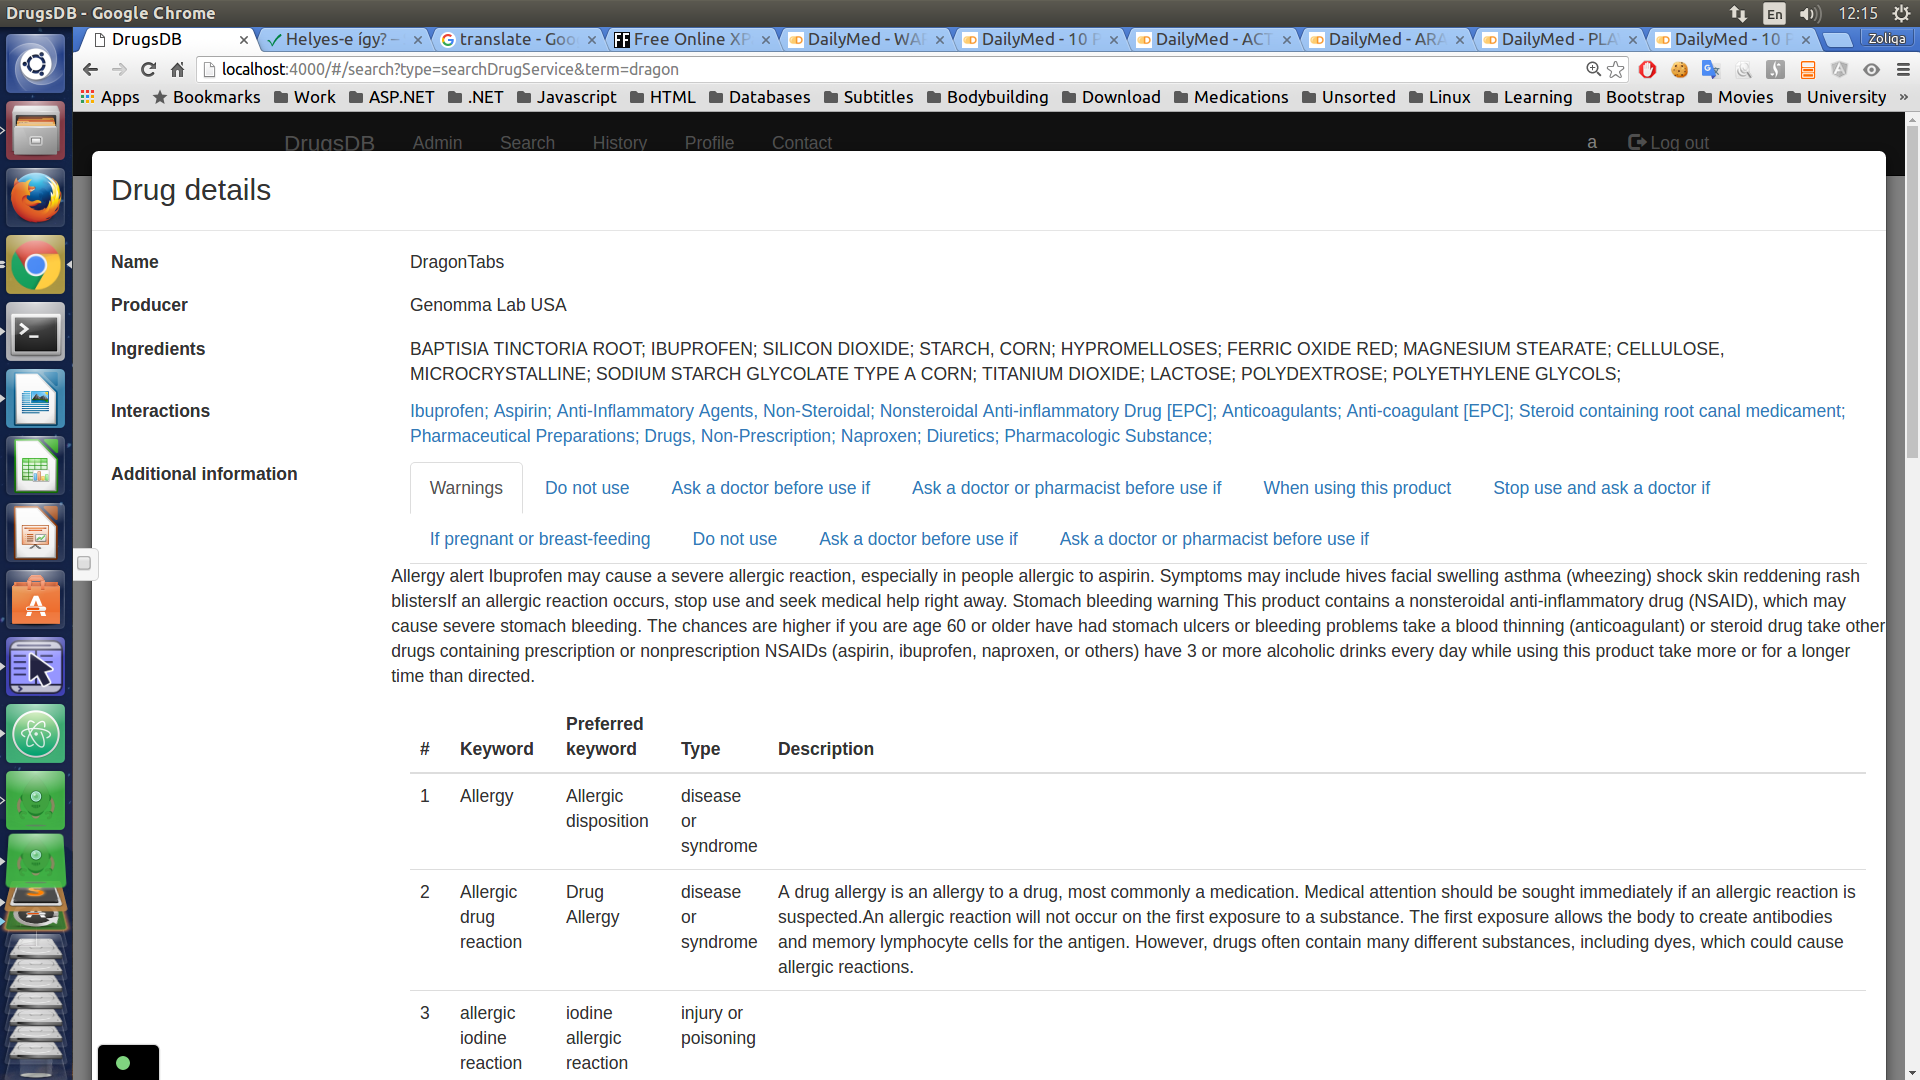 DrugsDB - Google Chrome
En
12:15
DrugsDB
Helyes-e így? –
translate - Goo
Free Online XP
DailyMed - WAR
DailyMed - 10 P
DailyMed - ACT
DailyMed - ARA
DailyMed - PLA
DailyMed - 10 P
Zoliqa
localhost:4000/#/search?type=searchDrugService&term=dragon
Apps Bookmarks Work ASP.NET .NET Javascript HTML Databases Subtitles Bodybuilding Download Medications Unsorted Linux Learning Bootstrap Movies University »
DrugsDB Admin Search History Profile Contact a Log out
Drug details
Name DragonTabs
Producer Genomma Lab USA
Ingredients BAPTISIA TINCTORIA ROOT; IBUPROFEN; SILICON DIOXIDE; STARCH, CORN; HYPROMELLOSES; FERRIC OXIDE RED; MAGNESIUM STEARATE; CELLULOSE,
MICROCRYSTALLINE; SODIUM STARCH GLYCOLATE TYPE A CORN; TITANIUM DIOXIDE; LACTOSE; POLYDEXTROSE; POLYETHYLENE GLYCOLS;
Interactions Ibuprofen; Aspirin; Anti-Inflammatory Agents, Non-Steroidal; Nonsteroidal Anti-inflammatory Drug [EPC]; Anticoagulants; Anti-coagulant [EPC]; Steroid containing root canal medicament;
Pharmaceutical Preparations; Drugs, Non-Prescription; Naproxen; Diuretics; Pharmacologic Substance;
Additional information
Warnings Do not use Ask a doctor before use if Ask a doctor or pharmacist before use if When using this product Stop use and ask a doctor if
If pregnant or breast-feeding Do not use Ask a doctor before use if Ask a doctor or pharmacist before use if
Allergy alert Ibuprofen may cause a severe allergic reaction, especially in people allergic to aspirin. Symptoms may include hives facial swelling asthma (wheezing) shock skin reddening rash
blistersIf an allergic reaction occurs, stop use and seek medical help right away. Stomach bleeding warning This product contains a nonsteroidal anti-inflammatory drug (NSAID), which may
cause severe stomach bleeding. The chances are higher if you are age 60 or older have had stomach ulcers or bleeding problems take a blood thinning (anticoagulant) or steroid drug take other
drugs containing prescription or nonprescription NSAIDs (aspirin, ibuprofen, naproxen, or others) have 3 or more alcoholic drinks every day while using this product take more or for a longer
time than directed.
# Keyword Preferred keyword Type Description
1 Allergy Allergic disposition disease or syndrome
2 Allergic drug reaction Drug Allergy disease or syndrome
A drug allergy is an allergy to a drug, most commonly a medication. Medical attention should be sought immediately if an allergic reaction is
suspected.An allergic reaction will not occur on the first exposure to a substance. The first exposure allows the body to create antibodies
and memory lymphocyte cells for the antigen. However, drugs often contain many different substances, including dyes, which could cause
allergic reactions.
3 allergic iodine reaction iodine allergic reaction injury or poisoning